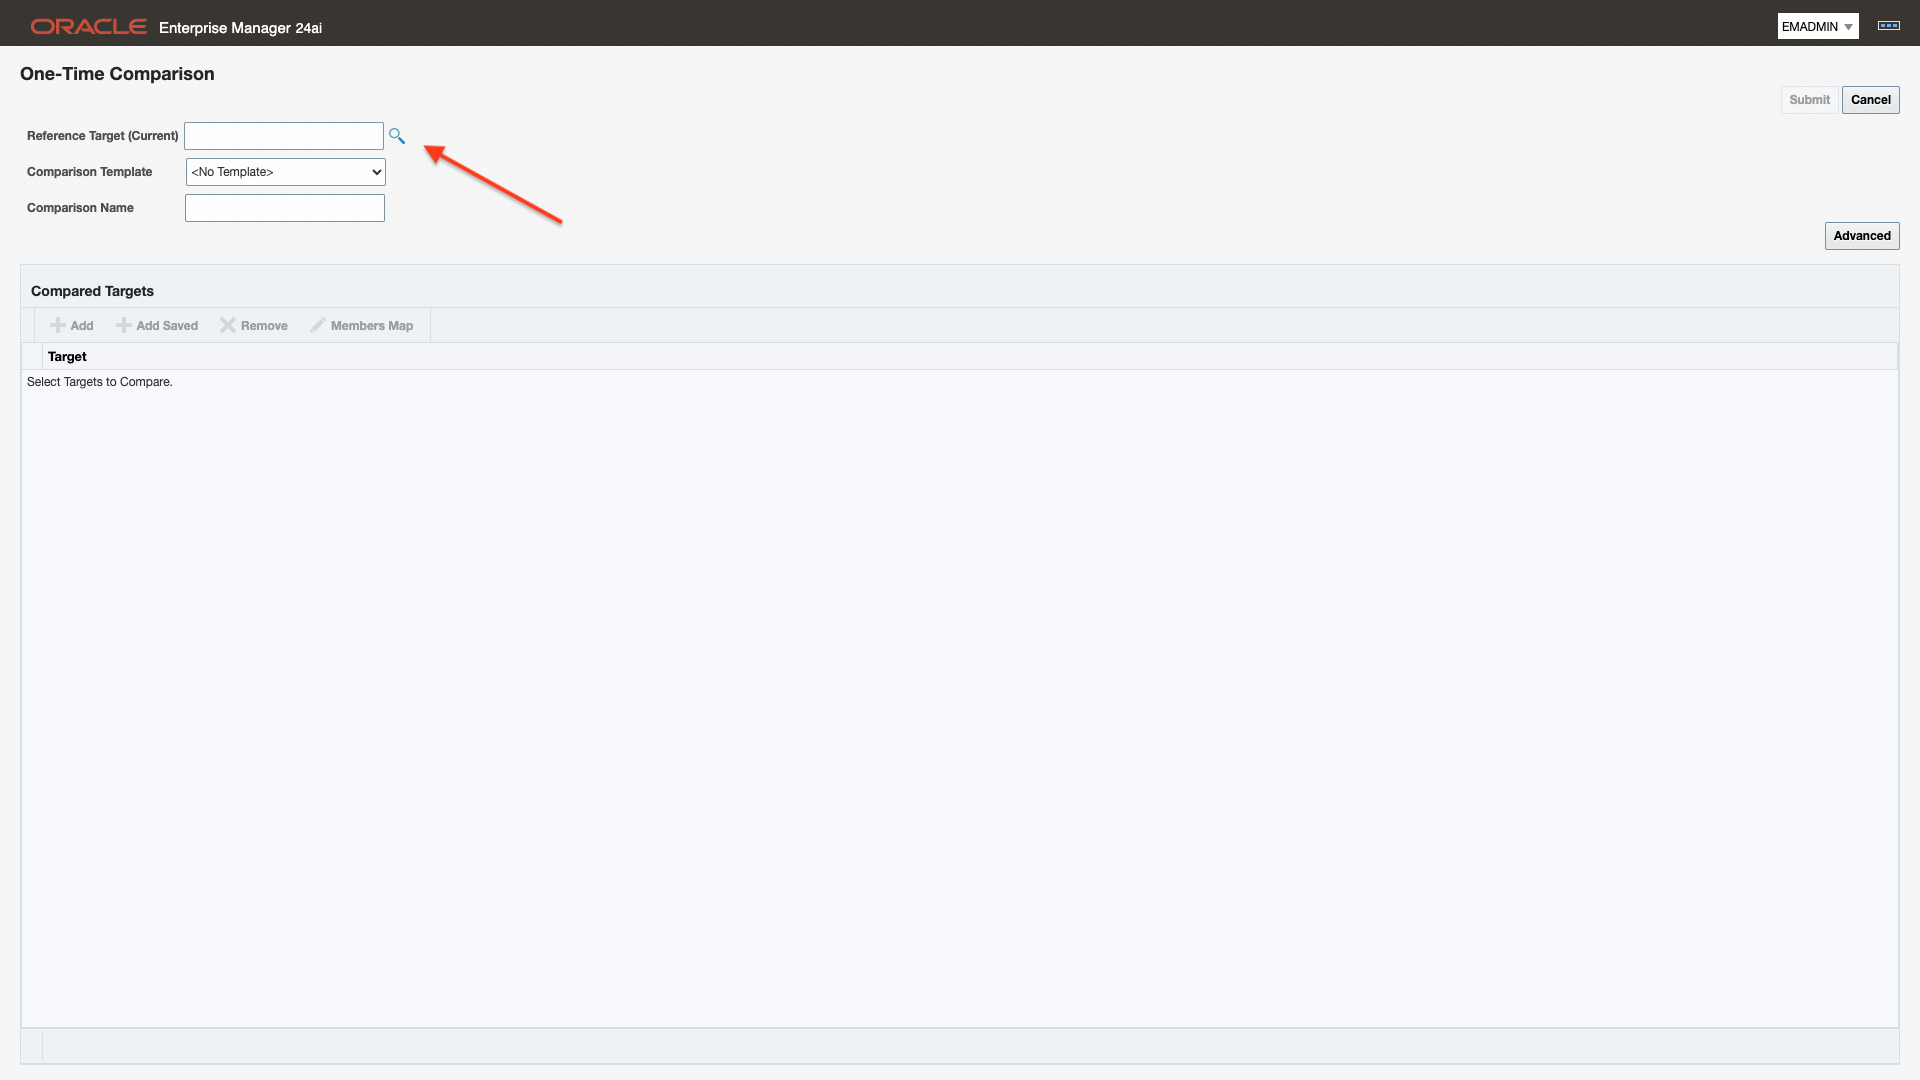 ORACLE Enterprise Manager 24ai
EMADMIN
One-Time Comparison
Submit Cancel
Reference Target (Current)
Comparison Template <No Template>
Comparison Name
Advanced
Compared Targets
Add Add Saved Remove Members Map
Target
Select Targets to Compare.